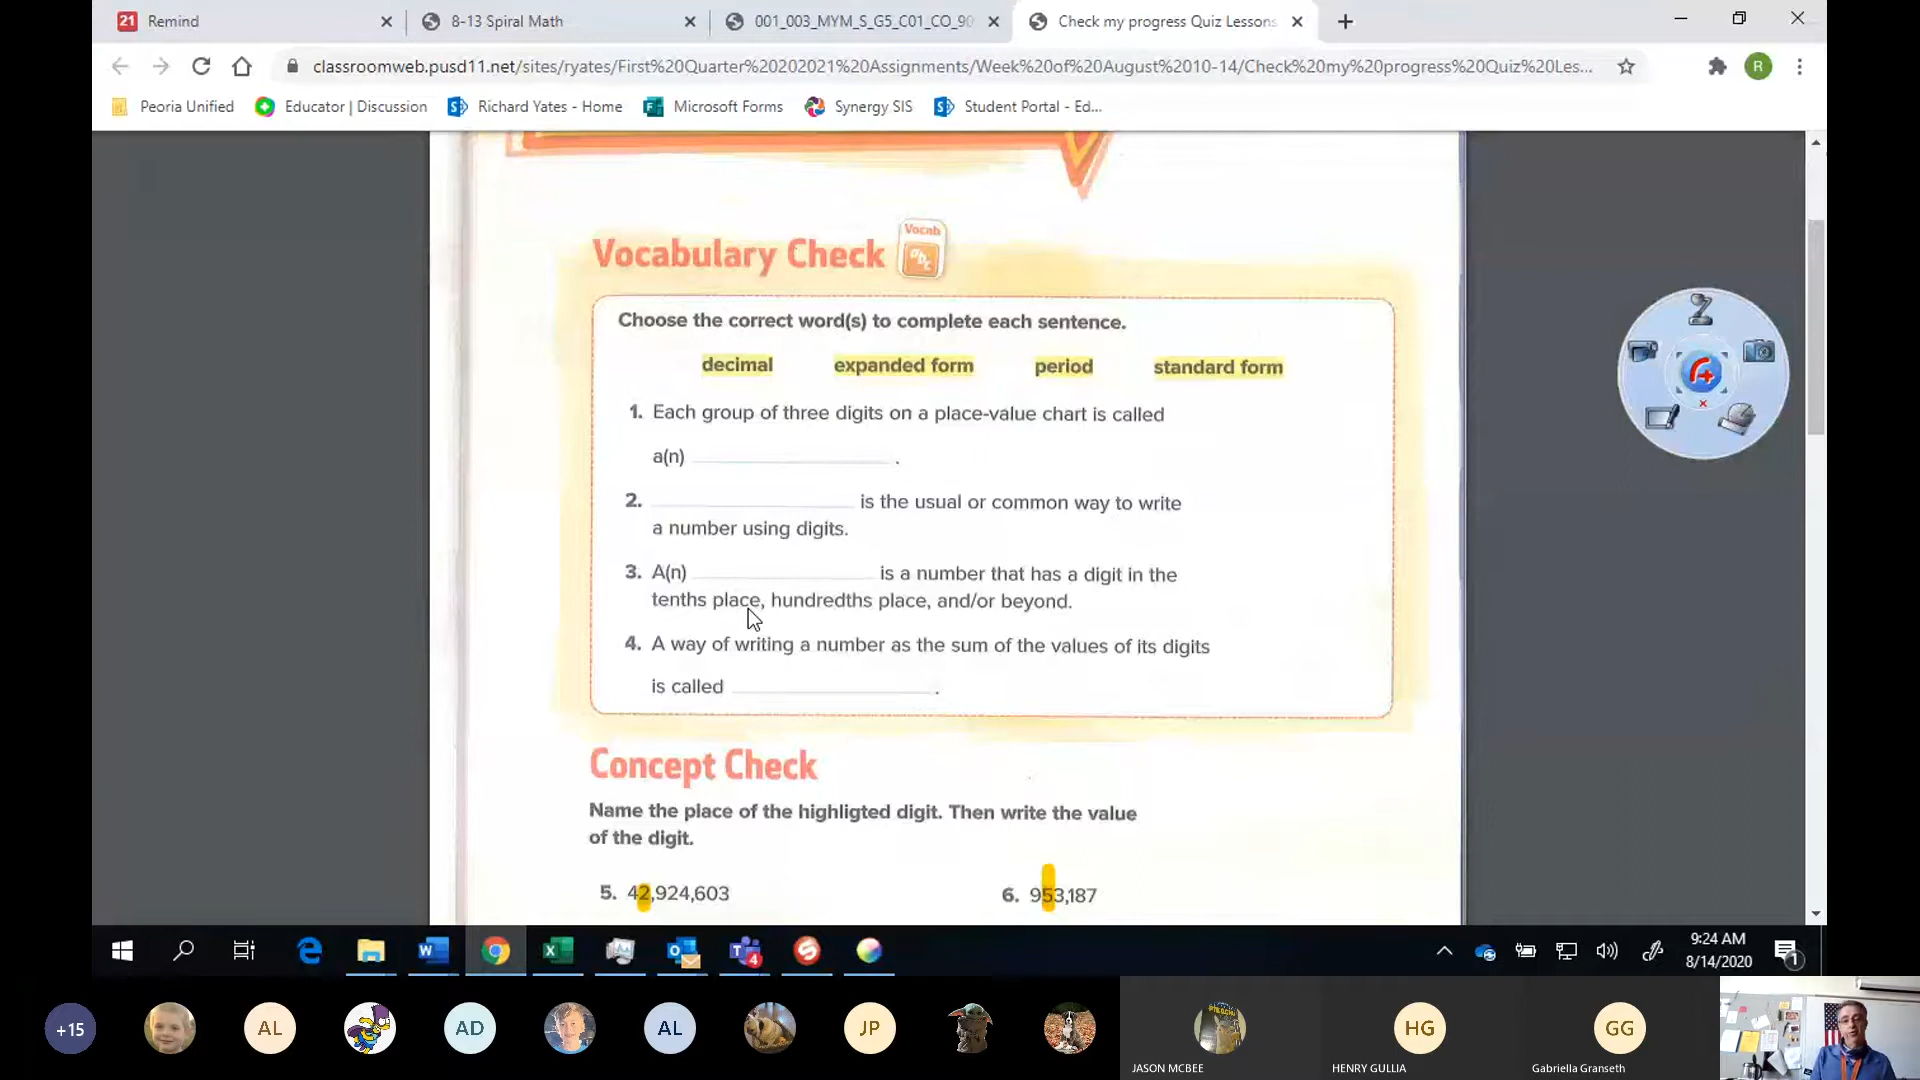 Remind
8-13 Spiral Math
001_003_MYM_S_G5_C01_CO_90
Check my progress Quiz Lessons
classroomweb.pusd11.net/sites/ryates/First%20Quarter%20202021%20Assignments/Week%20of%20August%2010-14/Check%20my%20progress%20Quiz%20Les...
R
Peoria Unified
Educator | Discussion
Richard Yates - Home
Microsoft Forms
Synergy SIS
Student Portal - Ed...
Vocabulary Check
Vocab
abc
Choose the correct word(s) to complete each sentence.
decimal expanded form period standard form
1. Each group of three digits on a place-value chart is called
a(n) .
2. is the usual or common way to write
a number using digits.
3. A(n) is a number that has a digit in the
tenths place, hundredths place, and/or beyond.
4. A way of writing a number as the sum of the values of its digits
is called .
Concept Check
Name the place of the highligted digit. Then write the value
of the digit.
5. 42,924,603
6. 953,187
9:24 AM
8/14/2020
+15
AL
AD
AL
JP
JASON MCBEE
HG
HENRY GULLIA
GG
Gabriella Granseth